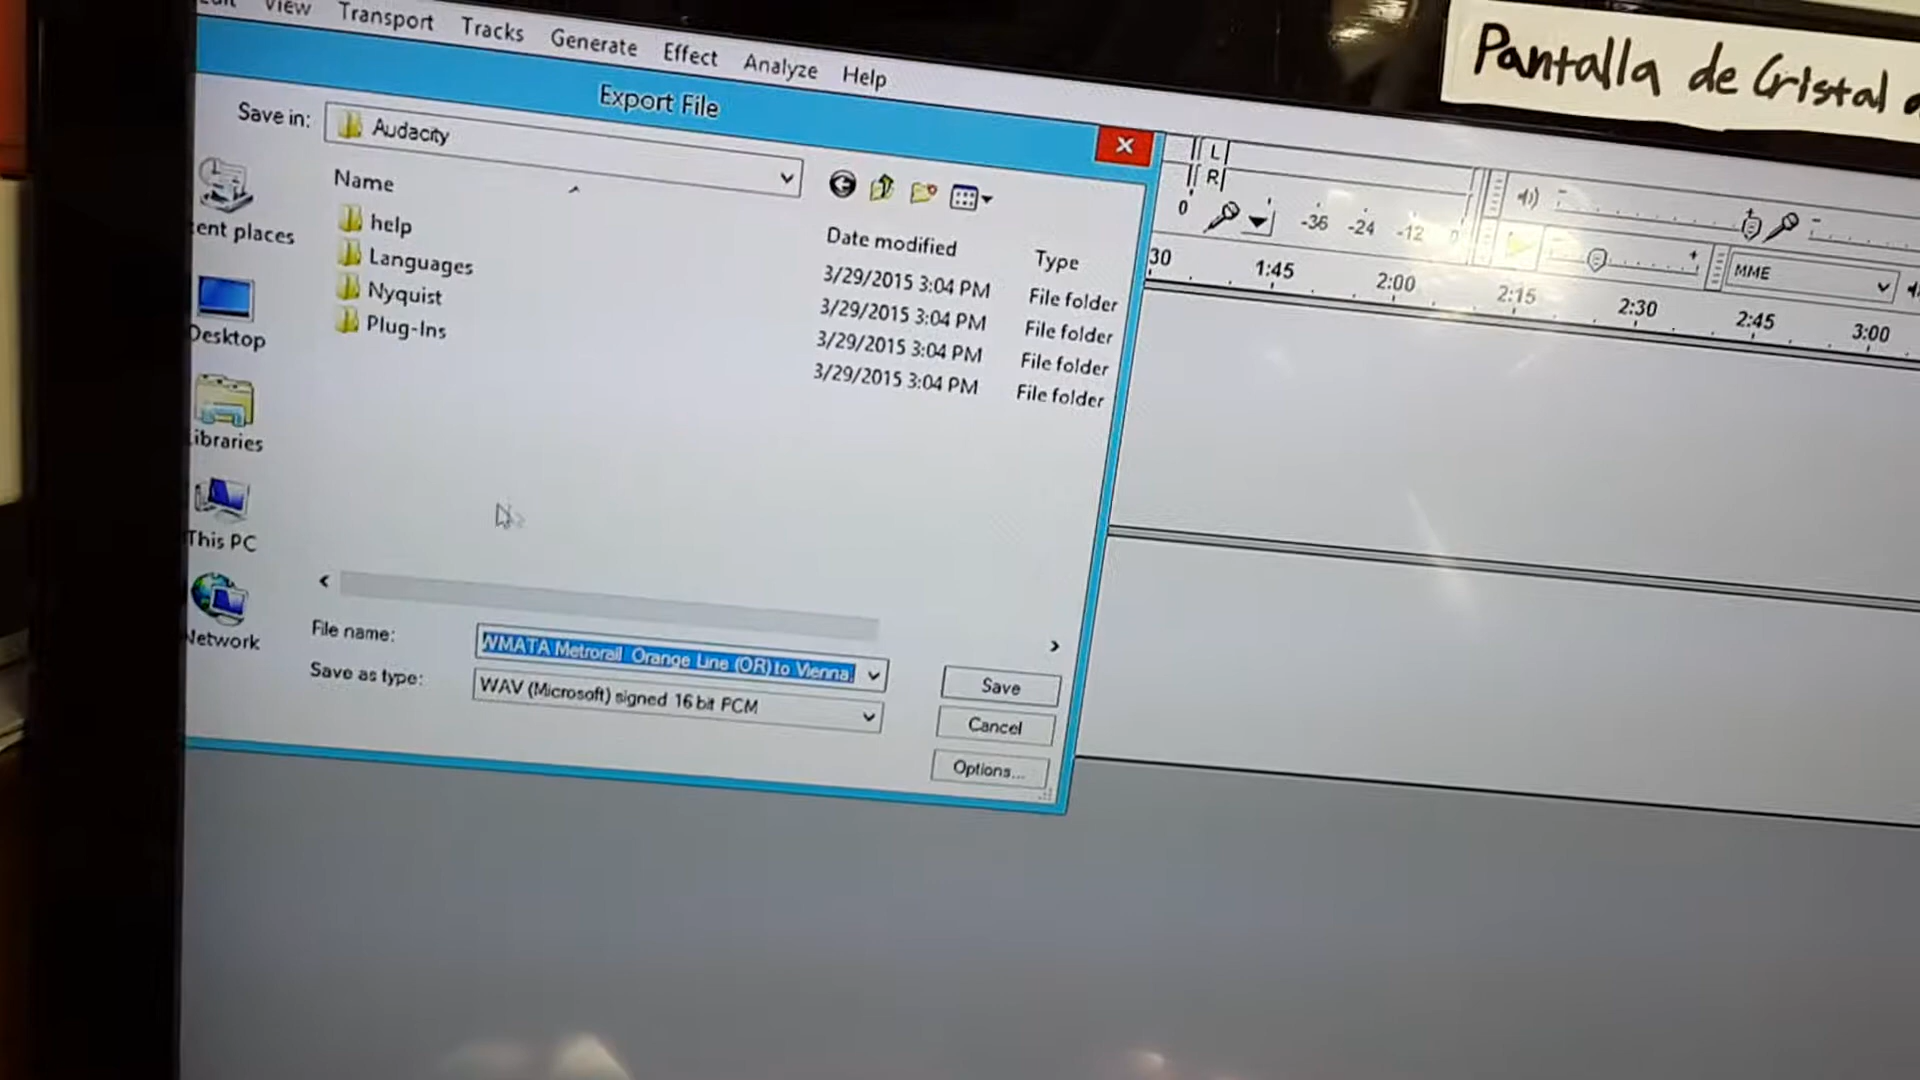 View Transport Tracks Generate Effect Analyze Help
Pantalla de Cristal
Export File
Save in: Audacity
L
R
0 -36 -24 -12 0
MME
30 1:45 2:00 2:15 2:30 2:45 3:00
Name Date modified Type
help 3/29/2015 3:04 PM File folder
Languages 3/29/2015 3:04 PM File folder
Nyquist 3/29/2015 3:04 PM File folder
Plug-Ins 3/29/2015 3:04 PM File folder
ent places
Desktop
ibraries
This PC
Network
File name: WMATA Metrorail Orange Line (OR) to Vienna.
Save as type: WAV (Microsoft) signed 16 bit PCM
Save
Cancel
Options...